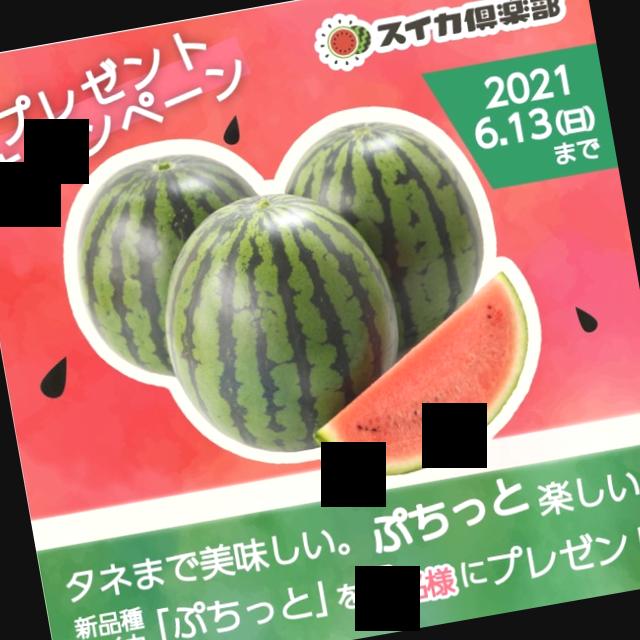 スイカ倶楽部
プレゼント
ンペーン
2021
6.13(日)
まで
タネまで美味しい。ぷちっと楽しい
新品種
「ぷちっと」を
名様にプレゼン